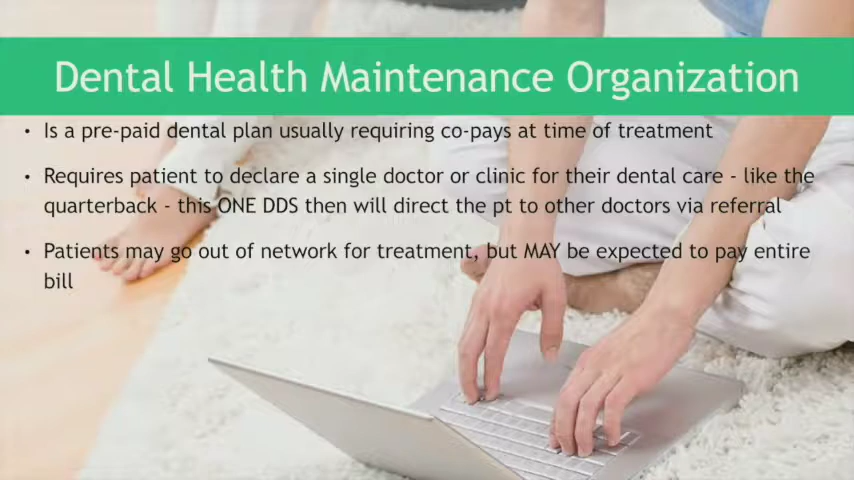 Dental Health Maintenance Organization
• Is a pre-paid dental plan usually requiring co-pays at time of treatment
• Requires patient to declare a single doctor or clinic for their dental care - like the
quarterback - this ONE DDS then will direct the pt to other doctors via referral
• Patients may go out of network for treatment, but MAY be expected to pay entire
bill